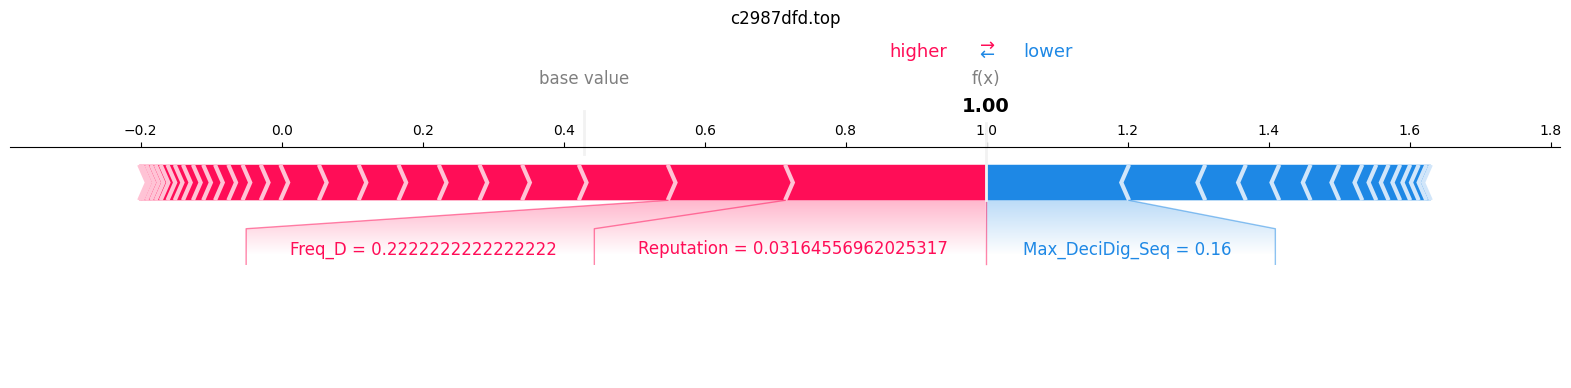 c2987dfd.top
higher ⇄ lower
base value f(x)
1.00
−0.2 0.0 0.2 0.4 0.6 0.8 1.0 1.2 1.4 1.6 1.8
Freq_D = 0.2222222222222222 Reputation = 0.03164556962025317 Max_DeciDig_Seq = 0.16